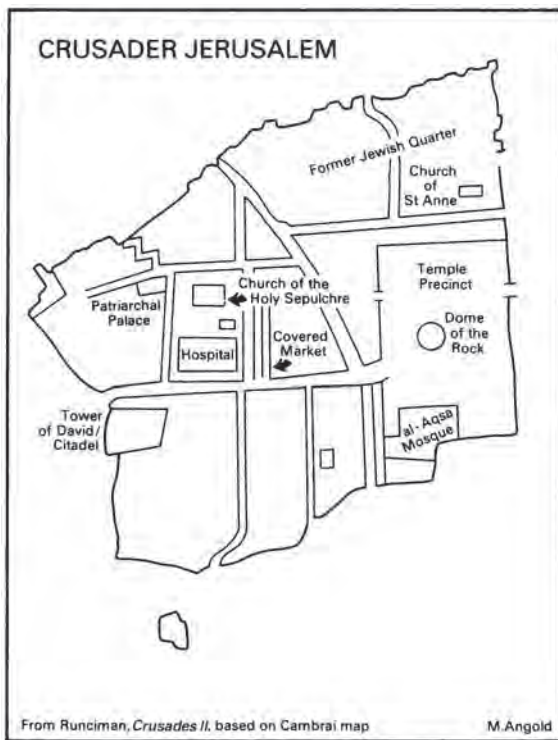 CRUSADER JERUSALEM
Former Jewish Quarter
Church
of
St Anne
Temple
Precinct
Church of the
Holy Sepulchre
Patriarchal
Palace
Dome
of the
Rock
Covered
Market
Hospital
Tower
of David/
Citadel
al-Aqsa
Mosque
From Runciman, Crusades II. based on Cambrai map
M.Angold